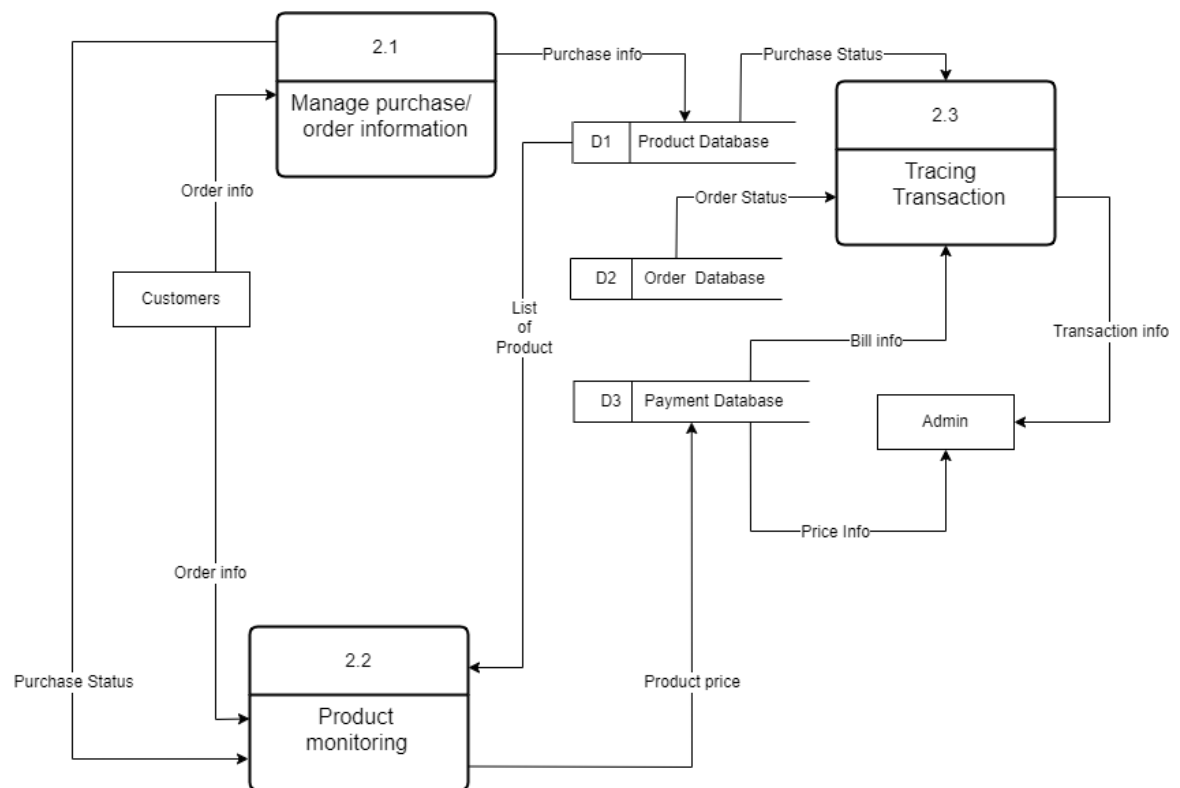 2.1
Manage purchase/
order information
Purchase info
Purchase Status
2.3
Tracing
Transaction
D1 Product Database
Order info
Order Status
D2 Order Database
Customers
List
of
Product
Bill info
Transaction info
D3 Payment Database
Admin
Price Info
Order info
2.2
Product
monitoring
Purchase Status
Product price